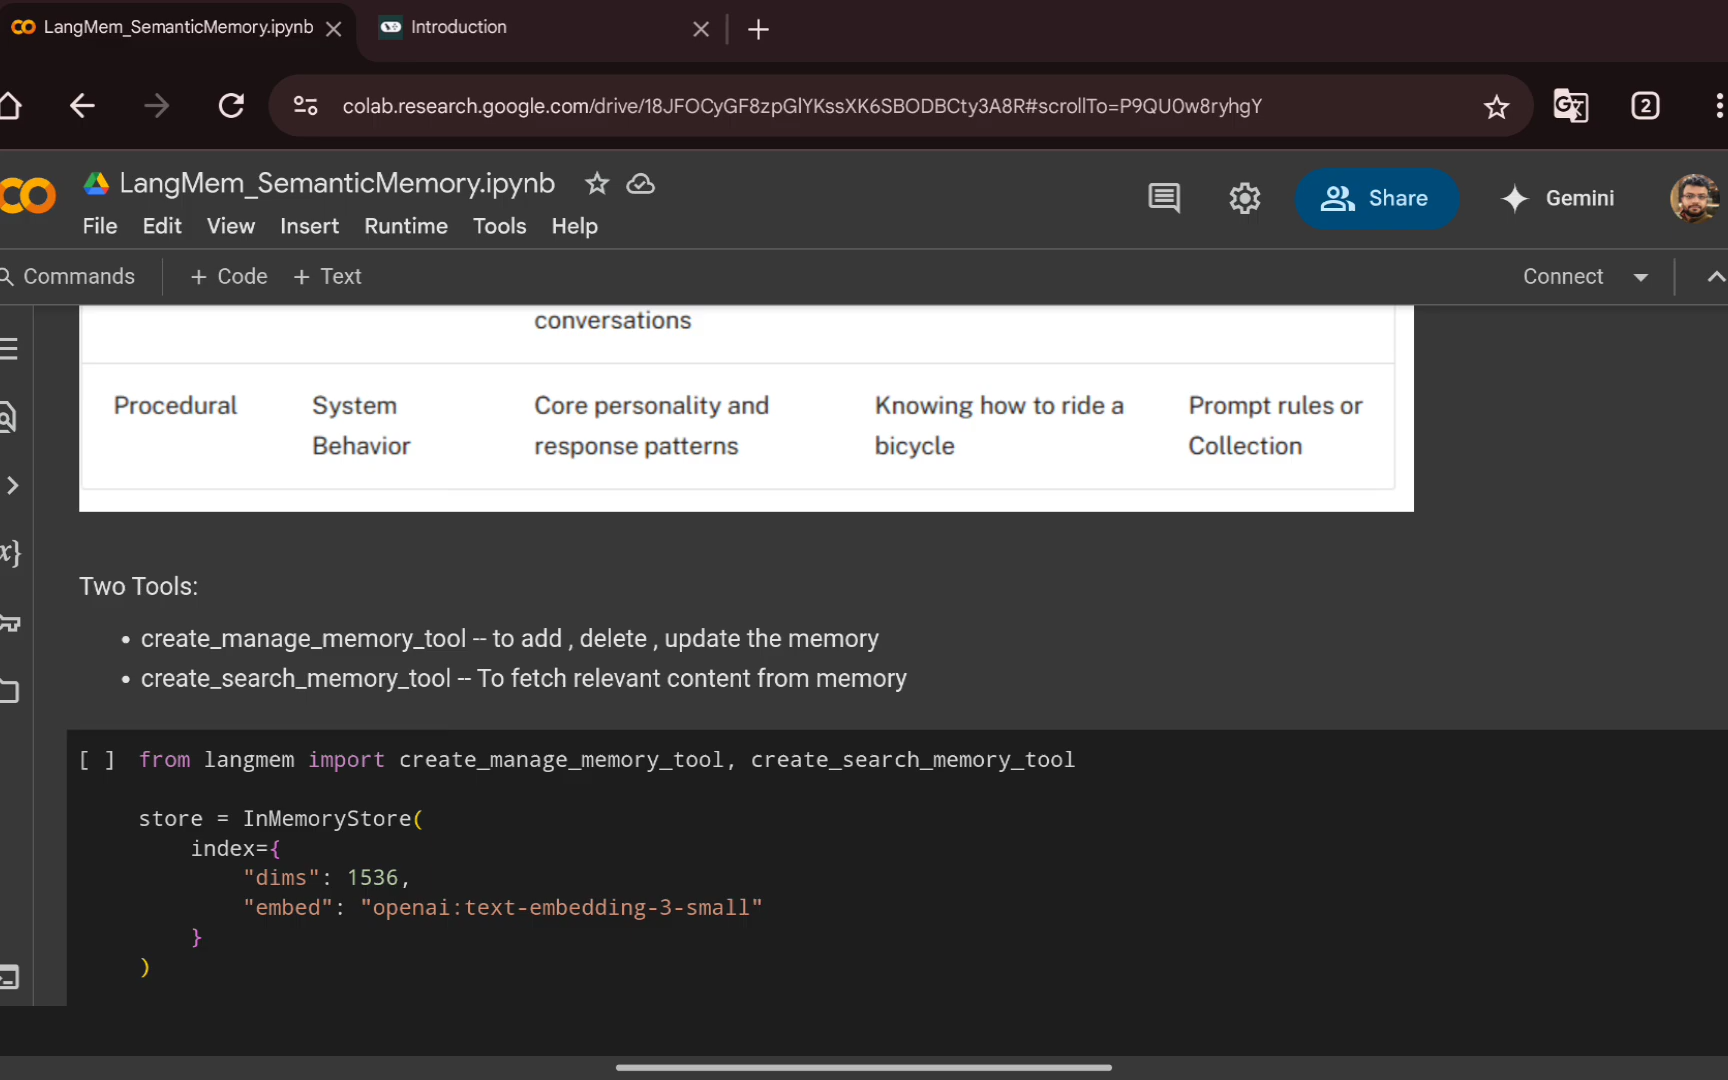 LangMem_SemanticMemory.ipynb
Introduction
colab.research.google.com/drive/18JFOCyGF8zpGlYKssXK6SBODBCty3A8R#scrollTo=P9QU0w8ryhgY
2
LangMem_SemanticMemory.ipynb
File Edit View Insert Runtime Tools Help
Share
Gemini
Commands
+ Code
+ Text
Connect
conversations
Procedural
System
Behavior
Core personality and
response patterns
Knowing how to ride a
bicycle
Prompt rules or
Collection
Two Tools:
• create_manage_memory_tool -- to add , delete , update the memory
• create_search_memory_tool -- To fetch relevant content from memory
[ ] from langmem import create_manage_memory_tool, create_search_memory_tool
store = InMemoryStore(
index={
"dims": 1536,
"embed": "openai:text-embedding-3-small"
}
)